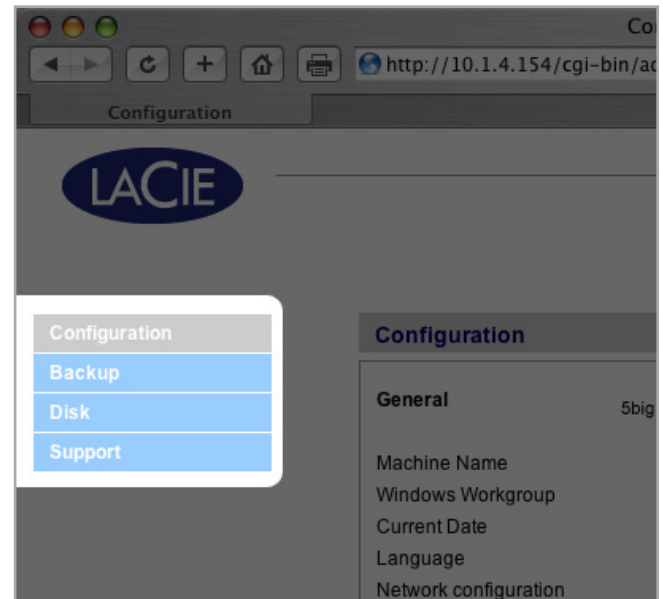 Co
http://10.1.4.154/cgi-bin/ad
Configuration
LACIE
Configuration
Backup
Disk
Support
Configuration
General
5big
Machine Name
Windows Workgroup
Current Date
Language
Network configuration